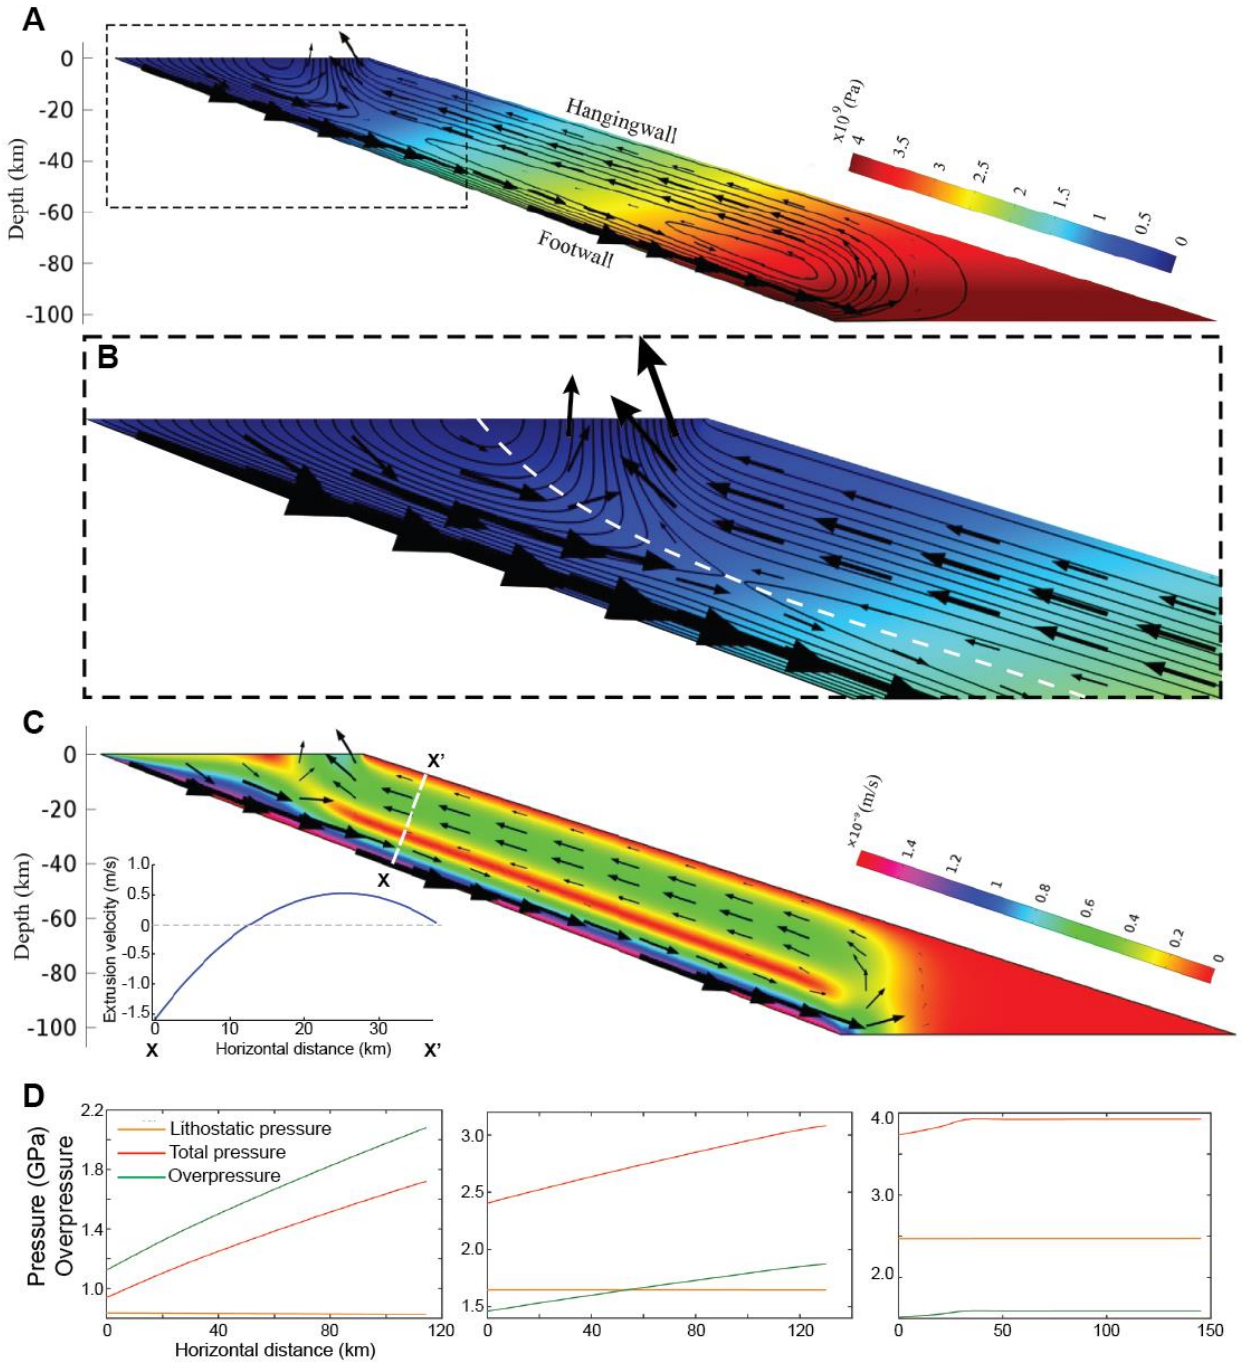 A
0
-20
-40
-60
-80
-100
Depth (km)
Hangingwall
Footwall
x10⁹(Pa)
4
3.5
3
2.5
2
1.5
1
0.5
0
B
C
0
-20
-40
-60
-80
-100
Depth (km)
X'
X
x10⁻⁹(m/s)
1.4
1.2
1
0.8
0.6
0.4
0.2
0
Extrusion velocity (m/s)
1.0
0.5
0
-0.5
-1.0
-1.5
0 10 20 30
X Horizontal distance (km) X'
D
Pressure (GPa)
Overpressure
2.2
1.8
1.4
1.0
Lithostatic pressure
Total pressure
Overpressure
0 40 80 120
Horizontal distance (km)
3.0
2.5
2.0
1.5
0 40 80 120
4.0
3.0
2.0
0 50 100 150